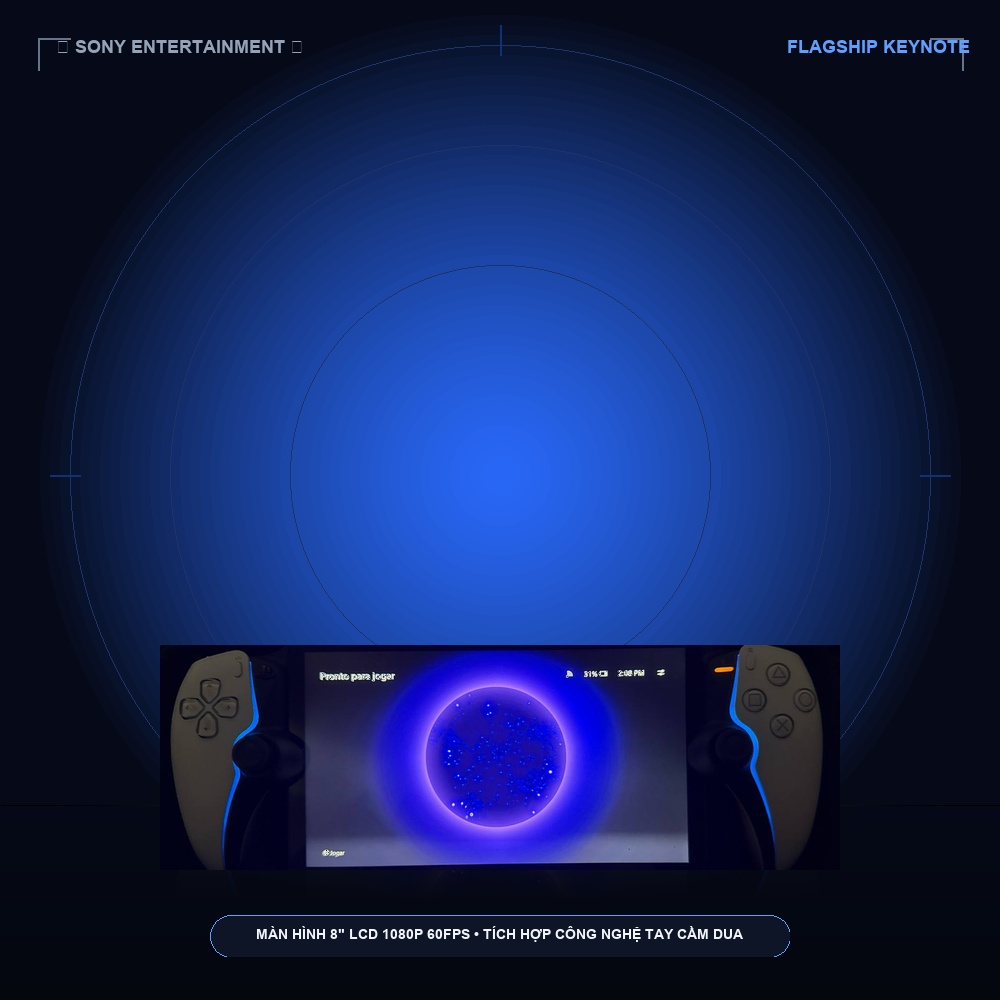 SONY ENTERTAINMENT
FLAGSHIP KEYNOTE
Pronto para jogar
31%
2:08 PM
Jogar
MÀN HÌNH 8" LCD 1080P 60FPS • TÍCH HỢP CÔNG NGHỆ TAY CẦM DUA